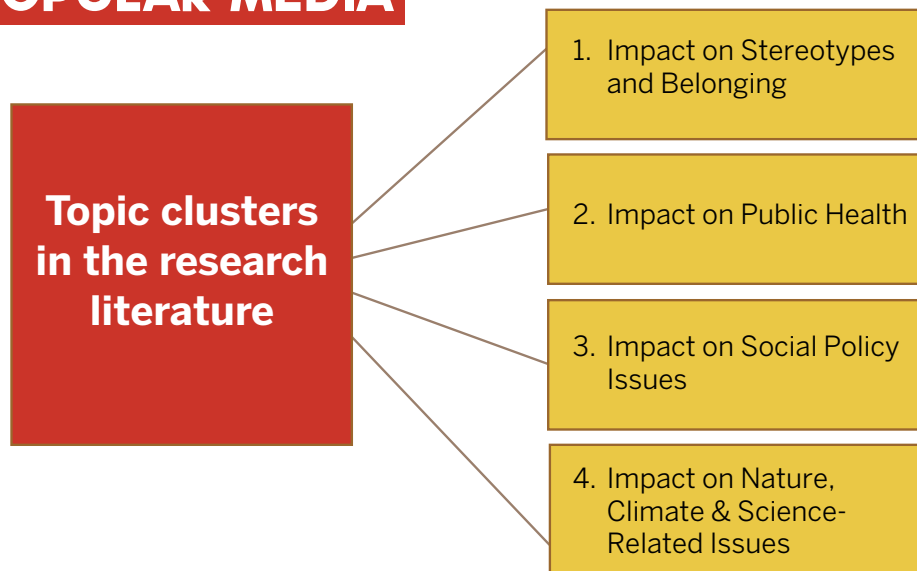 POPULAR MEDIA
Topic clusters
in the research
literature
1. Impact on Stereotypes
and Belonging
2. Impact on Public Health
3. Impact on Social Policy
Issues
4. Impact on Nature,
Climate & Science-
Related Issues